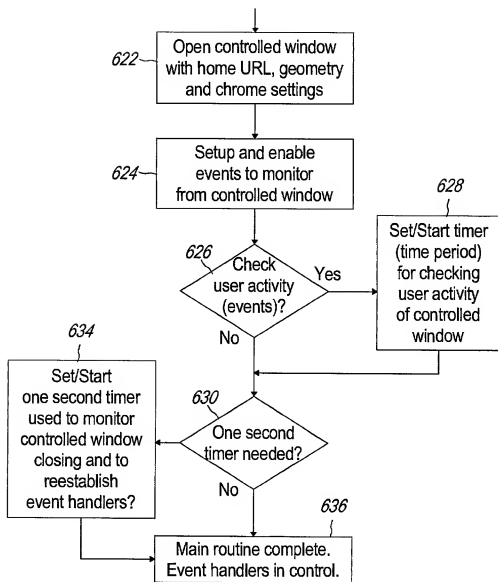 622
Open controlled window
with home URL, geometry
and chrome settings
624
Setup and enable
events to monitor
from controlled window
626
Check
user activity
(events)?
Yes
No
628
Set/Start timer
(time period)
for checking
user activity
of controlled
window
630
One second
timer needed?
No
634
Set/Start
one second timer
used to monitor
controlled window
closing and to
reestablish
event handlers?
636
Main routine complete.
Event handlers in control.